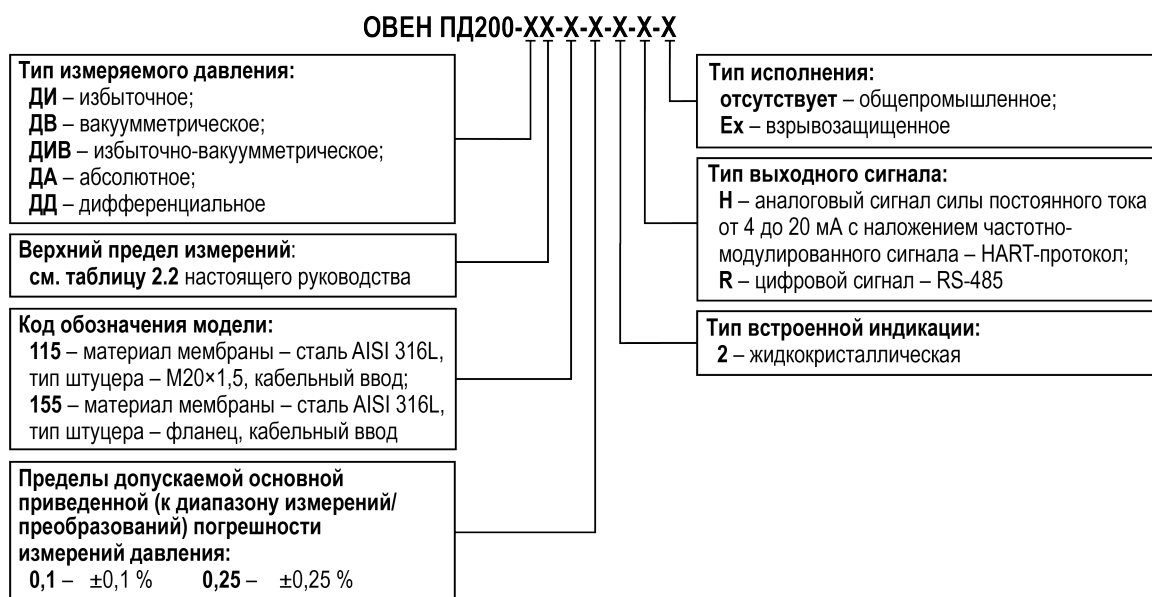 ОВЕН ПД200-ХХ-Х-Х-Х-Х-Х
Тип измеряемого давления:
ДИ – избыточное;
ДВ – вакуумметрическое;
ДИВ – избыточно-вакуумметрическое;
ДА – абсолютное;
ДД – дифференциальное
Верхний предел измерений:
см. таблицу 2.2 настоящего руководства
Код обозначения модели:
115 – материал мембраны – сталь AISI 316L,
тип штуцера – М20×1,5, кабельный ввод;
155 – материал мембраны – сталь AISI 316L,
тип штуцера – фланец, кабельный ввод
Пределы допускаемой основной
приведенной (к диапазону измерений/
преобразований) погрешности
измерений давления:
0,1 – ±0,1 % 0,25 – ±0,25 %
Тип исполнения:
отсутствует – общепромышленное;
Ех – взрывозащищенное
Тип выходного сигнала:
Н – аналоговый сигнал силы постоянного тока
от 4 до 20 мА с наложением частотно-
модулированного сигнала – HART-протокол;
R – цифровой сигнал – RS-485
Тип встроенной индикации:
2 – жидкокристаллическая